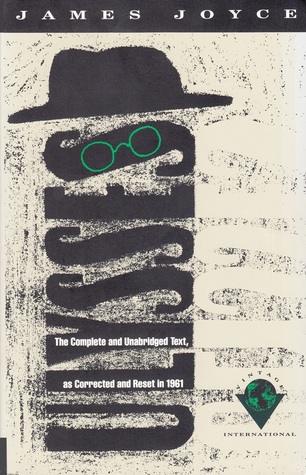 JAMES JOYCE
ULYSSES
The Complete and Unabridged Text,
as Corrected and Reset in 1961
VINTAGE
INTERNATIONAL